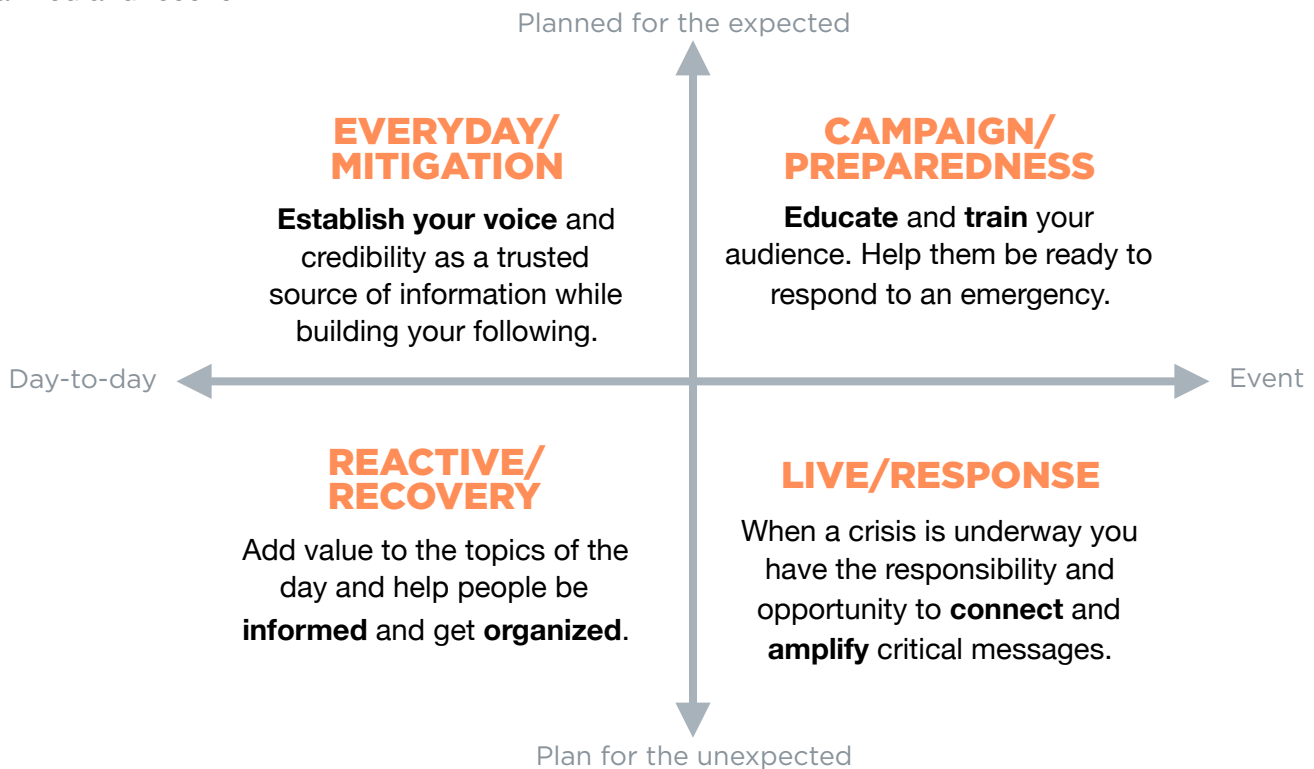 Planned for the expected
EVERYDAY/
MITIGATION
Establish your voice and
credibility as a trusted
source of information while
building your following.
CAMPAIGN/
PREPAREDNESS
Educate and train your
audience. Help them be ready to
respond to an emergency.
Day-to-day
Event
REACTIVE/
RECOVERY
Add value to the topics of the
day and help people be
informed and get organized.
LIVE/RESPONSE
When a crisis is underway you
have the responsibility and
opportunity to connect and
amplify critical messages.
Plan for the unexpected